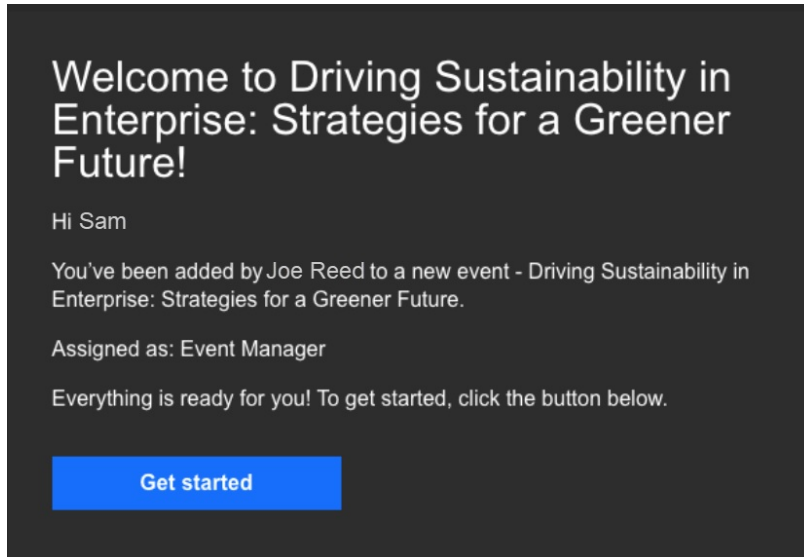 Welcome to Driving Sustainability in
Enterprise: Strategies for a Greener
Future!
Hi Sam
You’ve been added by Joe Reed to a new event - Driving Sustainability in
Enterprise: Strategies for a Greener Future.
Assigned as: Event Manager
Everything is ready for you! To get started, click the button below.
Get started